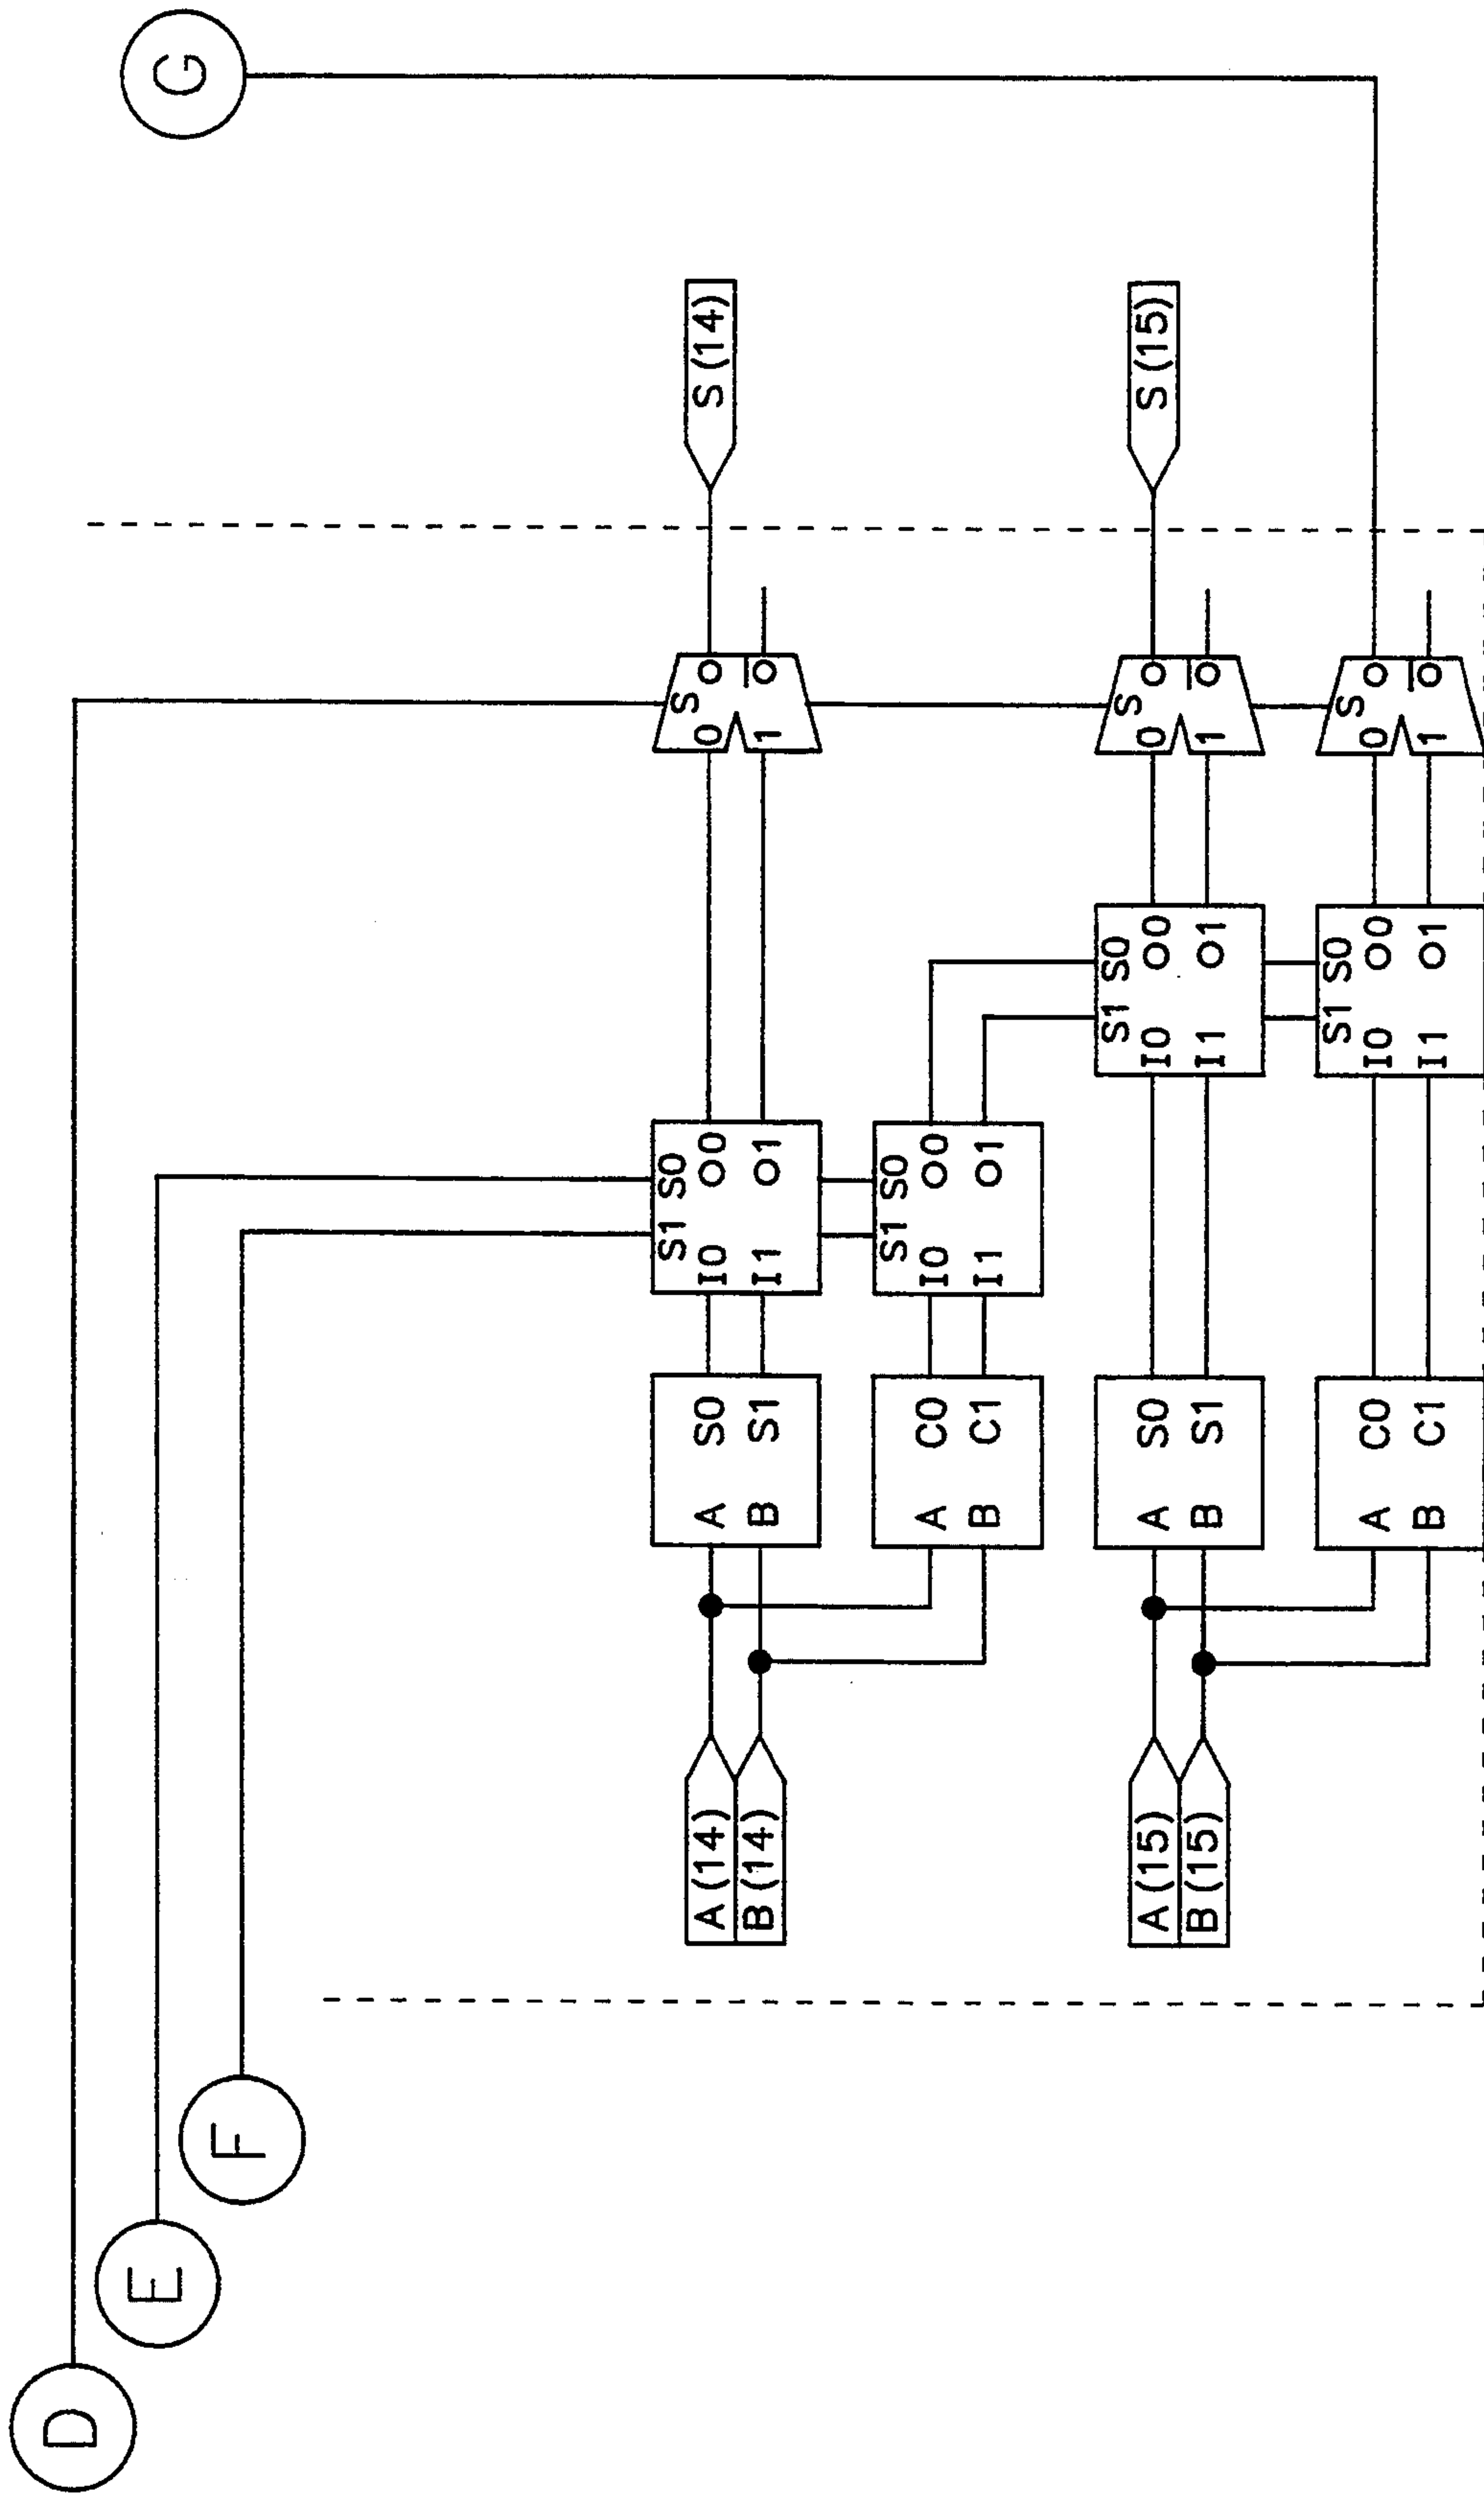 D
E
G
F
S1 S0 S
A(14) A S0 I0 O0 0 O S(14)
B(14) B S1 I1 O1 1 O̅
S1 S0
A C0 I0 O0
B C1 I1 O1
S1 S0 S
A(15) A S0 I0 O0 0 O S(15)
B(15) B S1 I1 O1 1 O̅
S1 S0 S
A C0 I0 O0 0 O
B C1 I1 O1 1 O̅